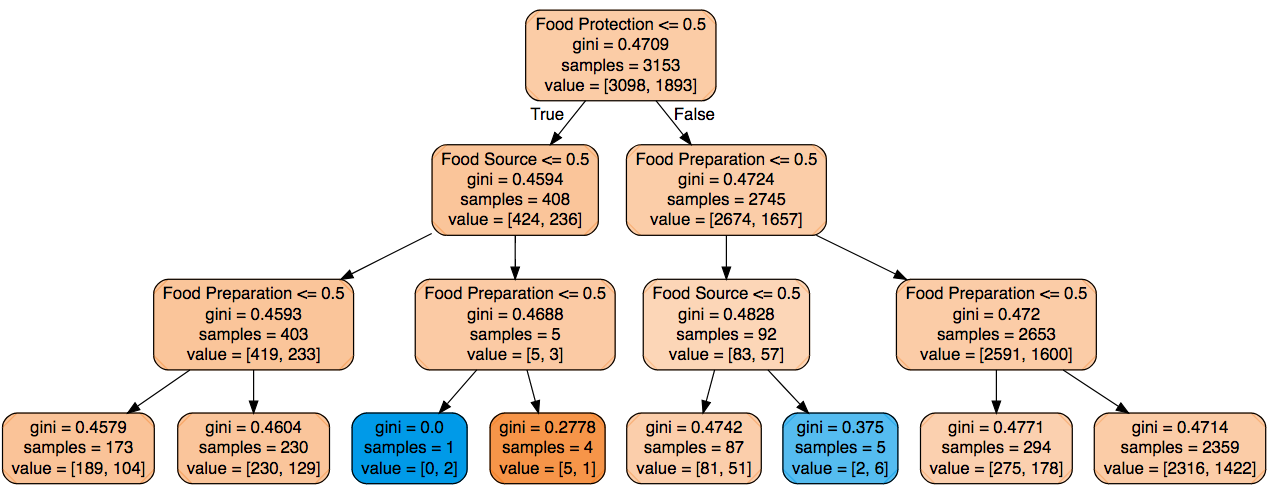 Food Protection <= 0.5
gini = 0.4709
samples = 3153
value = [3098, 1893]
True
False
Food Source <= 0.5
gini = 0.4594
samples = 408
value = [424, 236]
Food Preparation <= 0.5
gini = 0.4724
samples = 2745
value = [2674, 1657]
Food Preparation <= 0.5
gini = 0.4593
samples = 403
value = [419, 233]
Food Preparation <= 0.5
gini = 0.4688
samples = 5
value = [5, 3]
Food Source <= 0.5
gini = 0.4828
samples = 92
value = [83, 57]
Food Preparation <= 0.5
gini = 0.472
samples = 2653
value = [2591, 1600]
gini = 0.4579
samples = 173
value = [189, 104]
gini = 0.4604
samples = 230
value = [230, 129]
gini = 0.0
samples = 1
value = [0, 2]
gini = 0.2778
samples = 4
value = [5, 1]
gini = 0.4742
samples = 87
value = [81, 51]
gini = 0.375
samples = 5
value = [2, 6]
gini = 0.4771
samples = 294
value = [275, 178]
gini = 0.4714
samples = 2359
value = [2316, 1422]